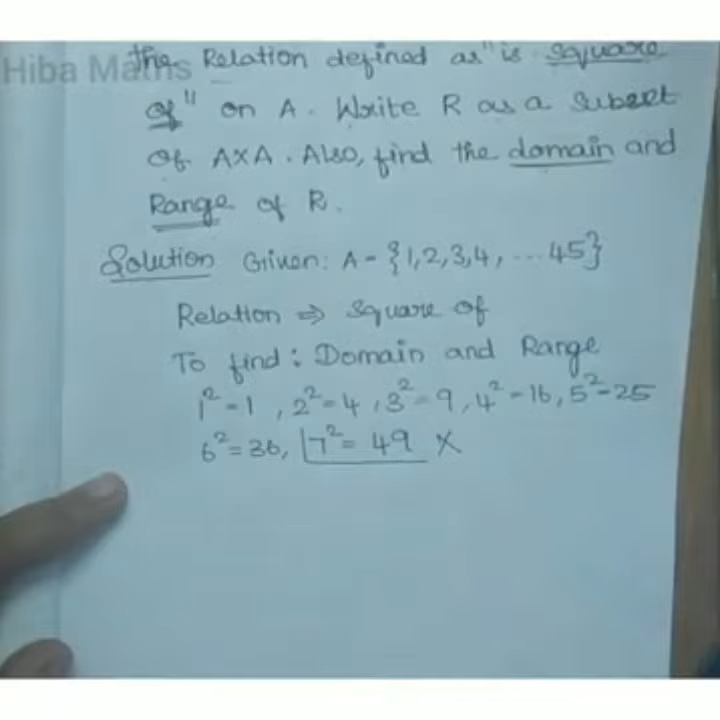 Hiba Maths
The Relation defined as "is square
of" on A. Write R as a subset
of A×A. Also, find the domain and
Range of R.
Solution Given: A = {1,2,3,4, ... 45}
Relation ⇒ Square of
To find: Domain and Range
1² = 1, 2² = 4, 3² = 9, 4² = 16, 5² = 25
6² = 36, 7² = 49 ×